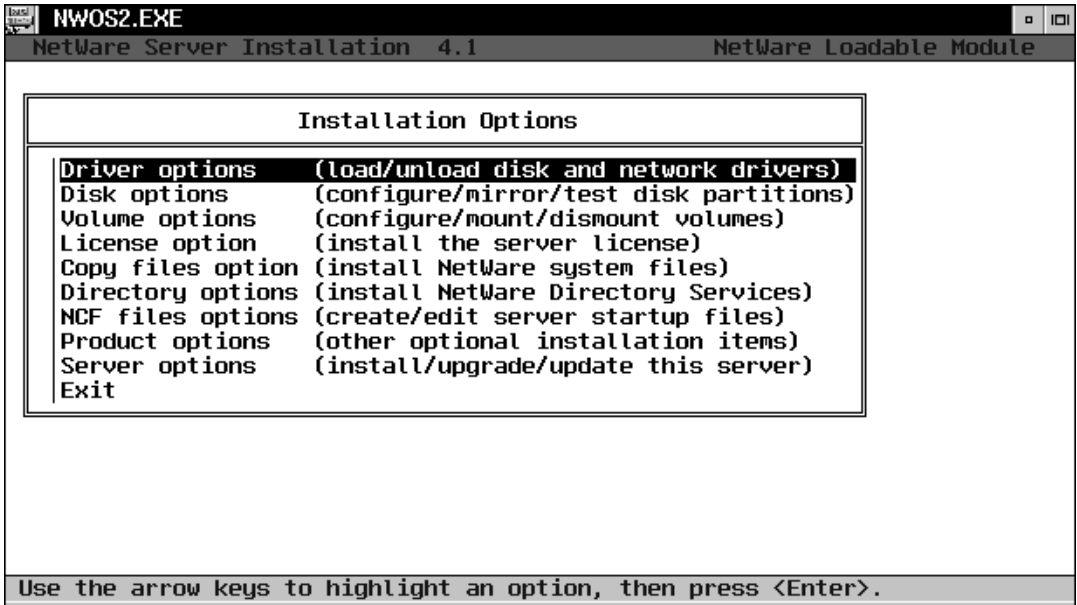 NWOS2.EXE
NetWare Server Installation 4.1 NetWare Loadable Module
Installation Options
Driver options (load/unload disk and network drivers)
Disk options (configure/mirror/test disk partitions)
Volume options (configure/mount/dismount volumes)
License option (install the server license)
Copy files option (install NetWare system files)
Directory options (install NetWare Directory Services)
NCF files options (create/edit server startup files)
Product options (other optional installation items)
Server options (install/upgrade/update this server)
Exit
Use the arrow keys to highlight an option, then press <Enter>.